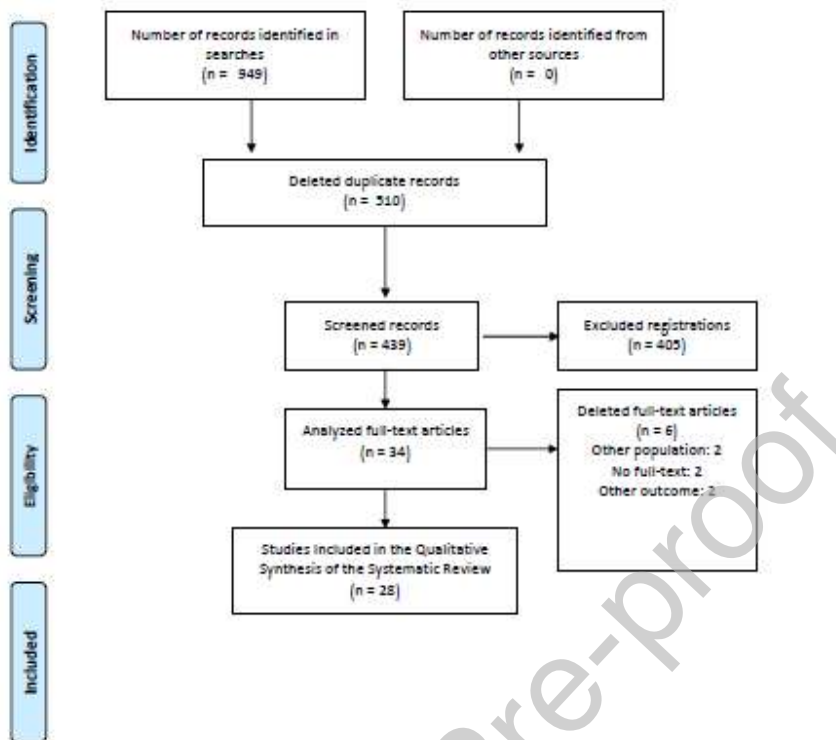 Identification
Number of records identified in
searches
(n = 949)
Number of records identified from
other sources
(n = 0)
Deleted duplicate records
(n = 510)
Screening
Screened records
(n = 439)
Excluded registrations
(n = 405)
Eligibility
Analyzed full-text articles
(n = 34)
Deleted full-text articles
(n = 6)
Other population: 2
No full-text: 2
Other outcome: 2
Included
Studies Included in the Qualitative
Synthesis of the Systematic Review
(n = 28)
Pre-proof